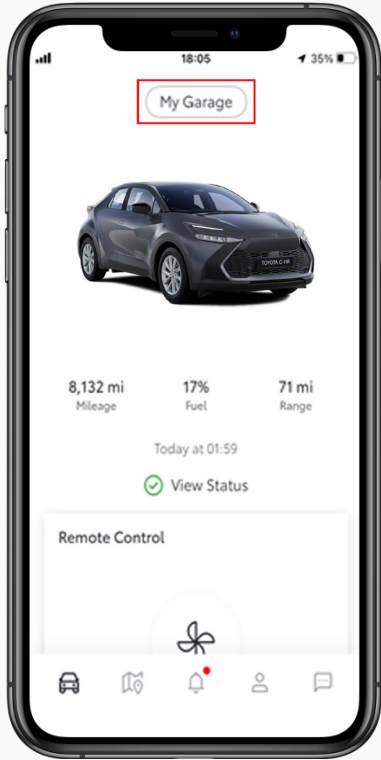 18:05
35%
My Garage
TOYOTA C-HR
8,132 mi 17% 71 mi
Mileage Fuel Range
Today at 01:59
View Status
Remote Control